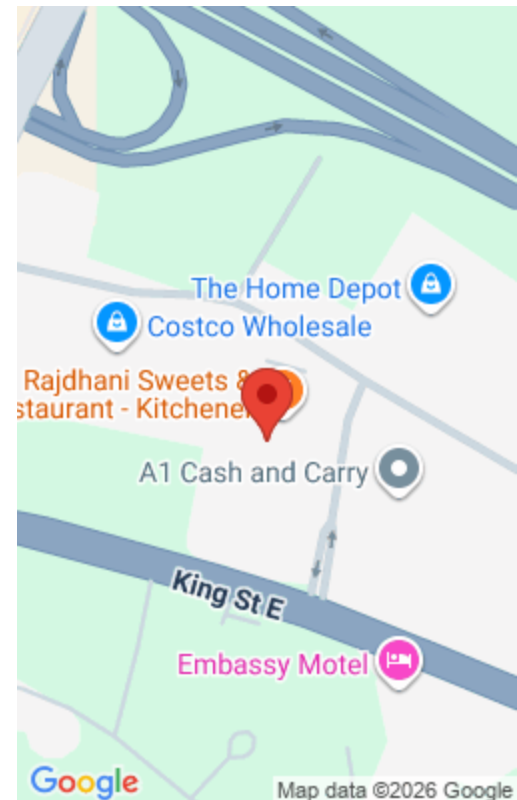 The Home Depot
Costco Wholesale
Rajdhani Sweets &
staurant - Kitchener
A1 Cash and Carry
King St E
Embassy Motel
Google
Map data ©2026 Google